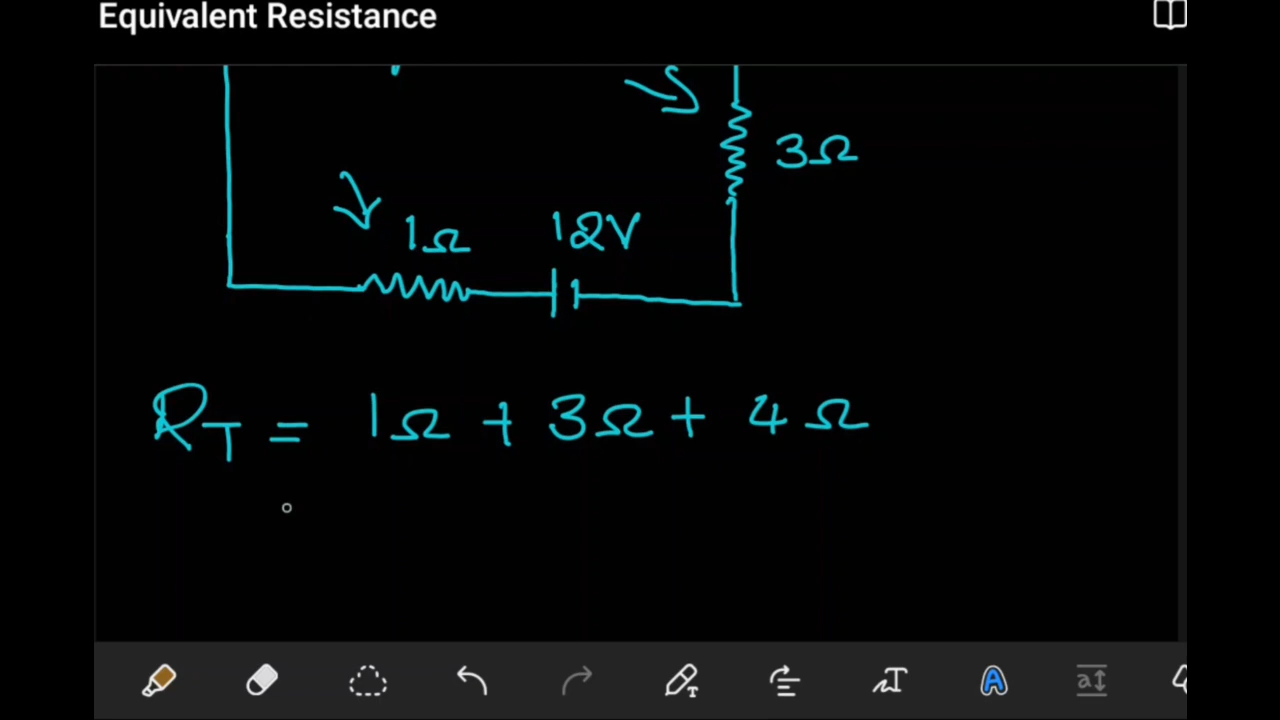 Equivalent Resistance
3Ω
1Ω
12V
R_T = 1Ω + 3Ω + 4Ω